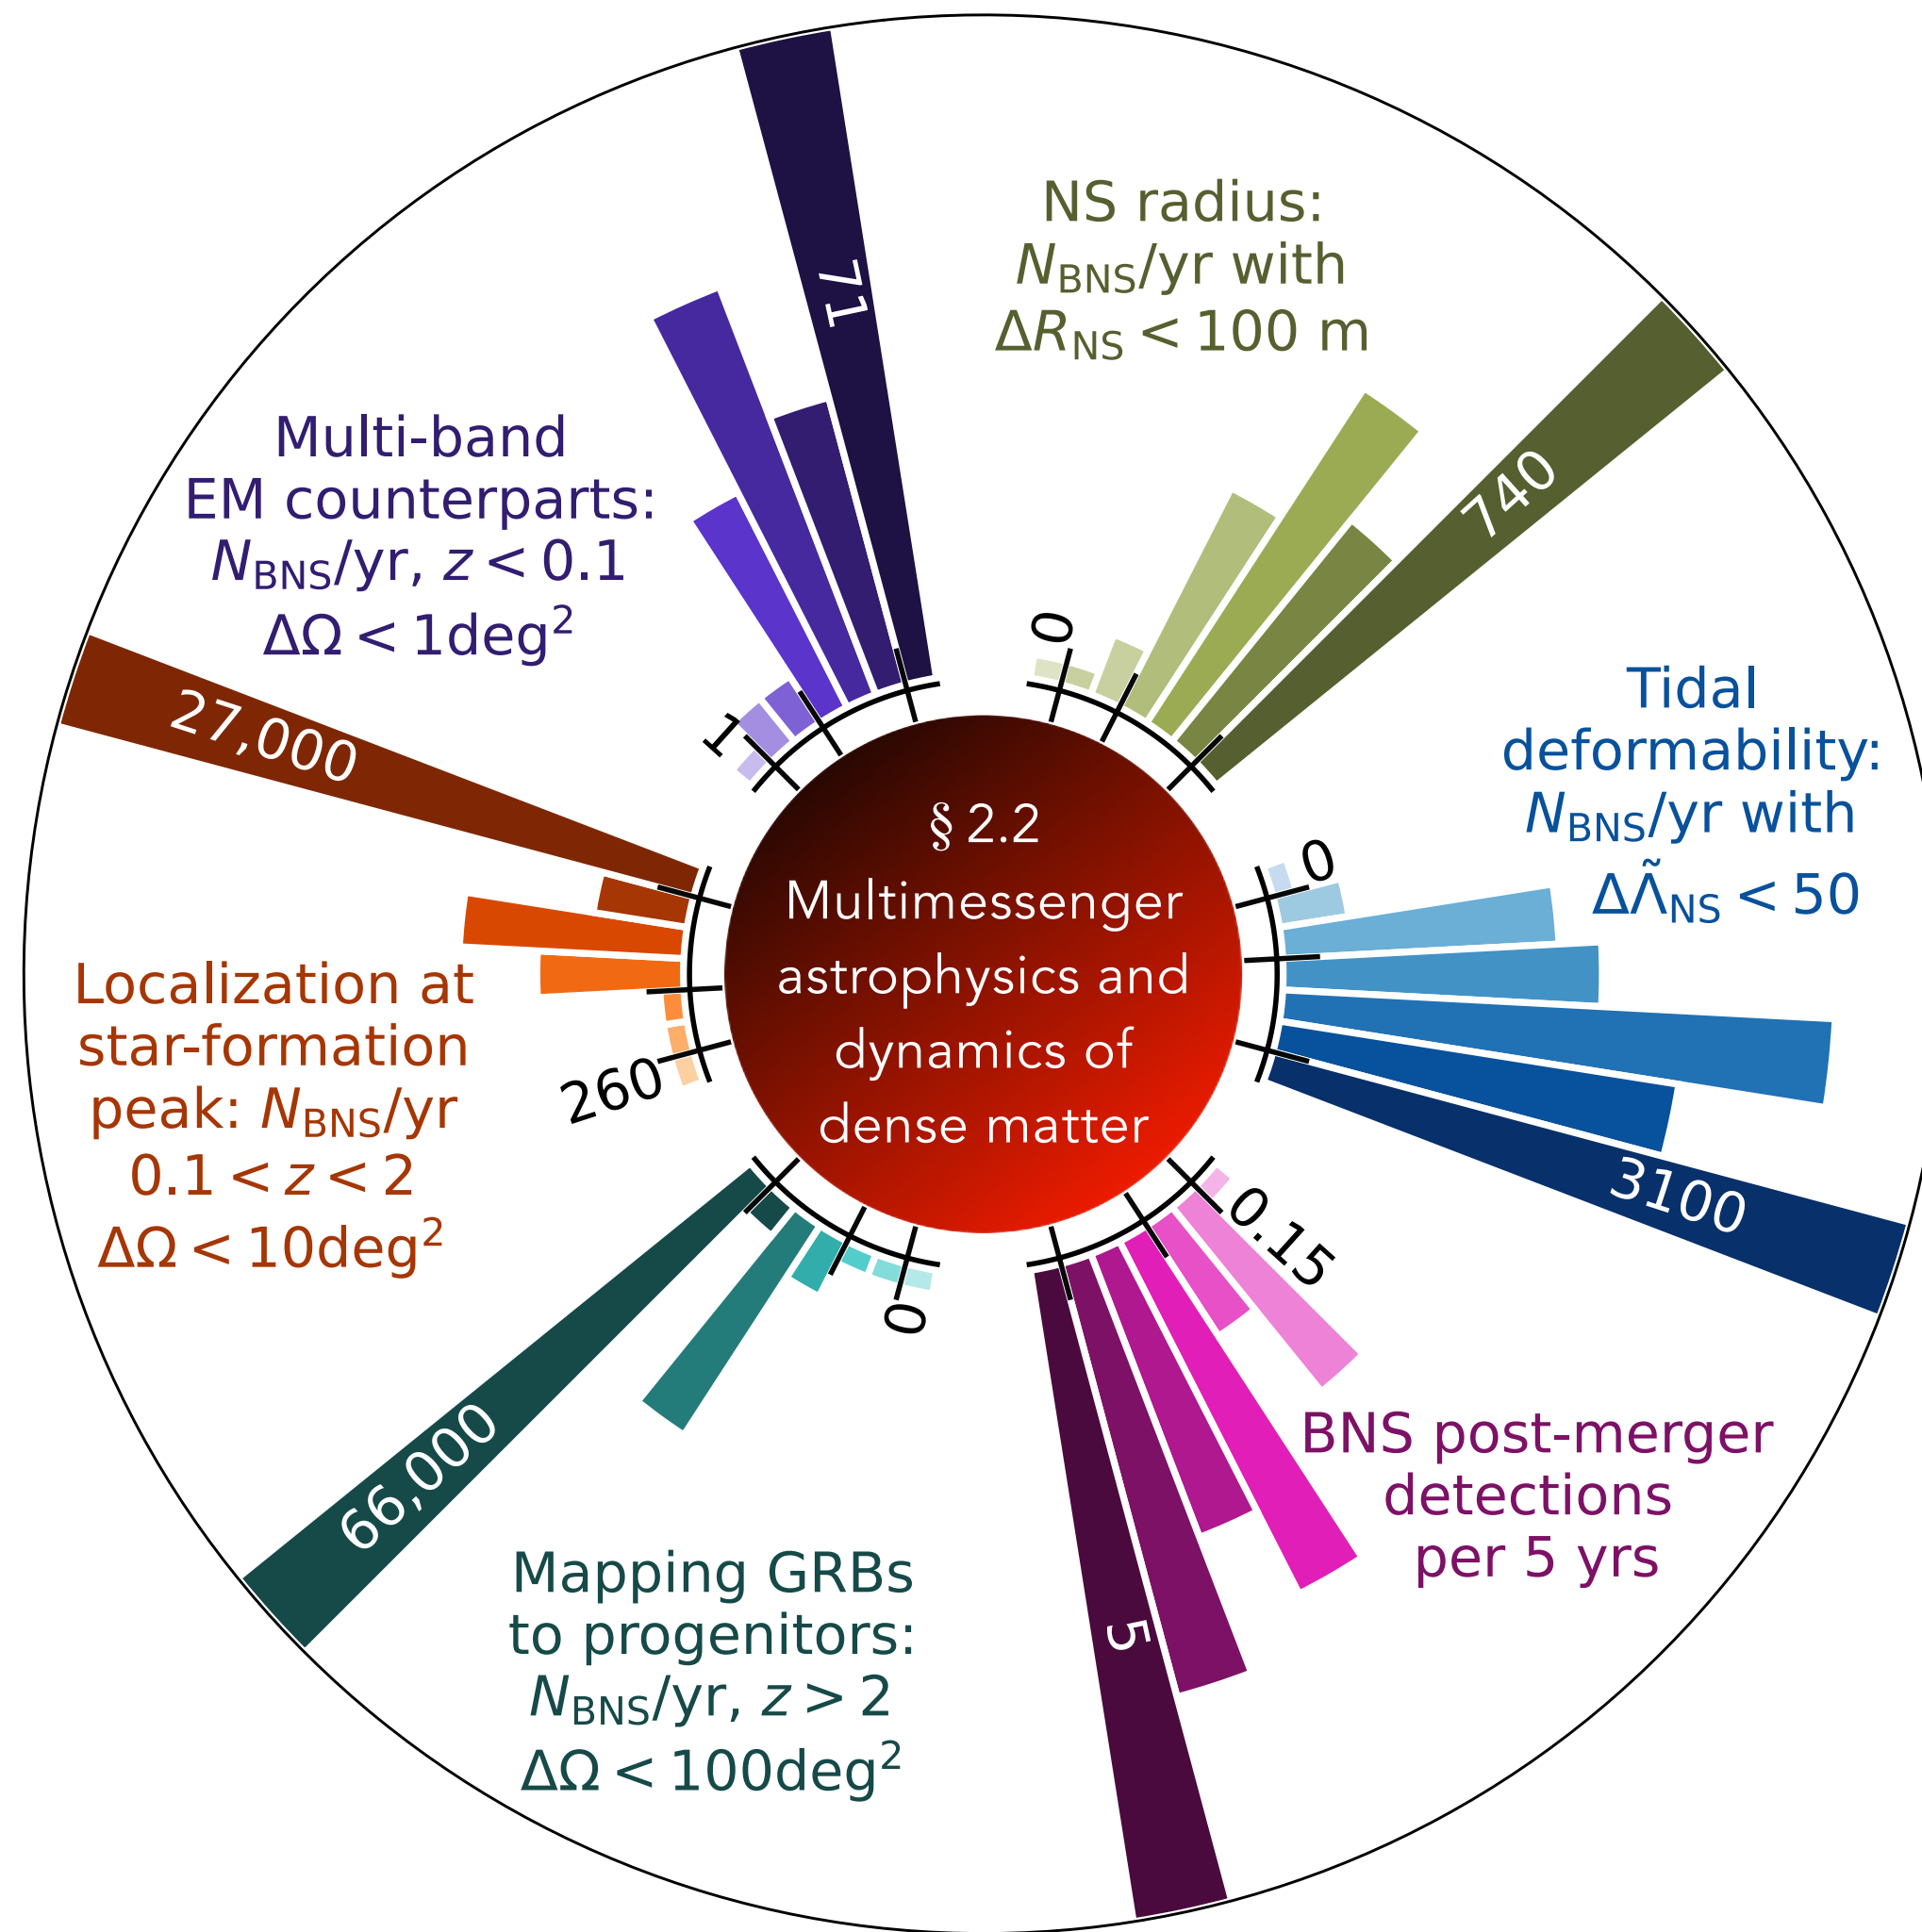 § 2.2
Multimessenger
astrophysics and
dynamics of
dense matter
NS radius:
N_BNS/yr with
ΔR_NS < 100 m
0
740
Tidal
deformability:
N_BNS/yr with
ΔΛ̃_NS < 50
0
3100
BNS post-merger
detections
per 5 yrs
0.15
5
Mapping GRBs
to progenitors:
N_BNS/yr, z > 2
ΔΩ < 100deg²
0
66,000
Localization at
star-formation
peak: N_BNS/yr
0.1 < z < 2
ΔΩ < 10deg²
260
27,000
Multi-band
EM counterparts:
N_BNS/yr, z < 0.1
ΔΩ < 1deg²
1
71